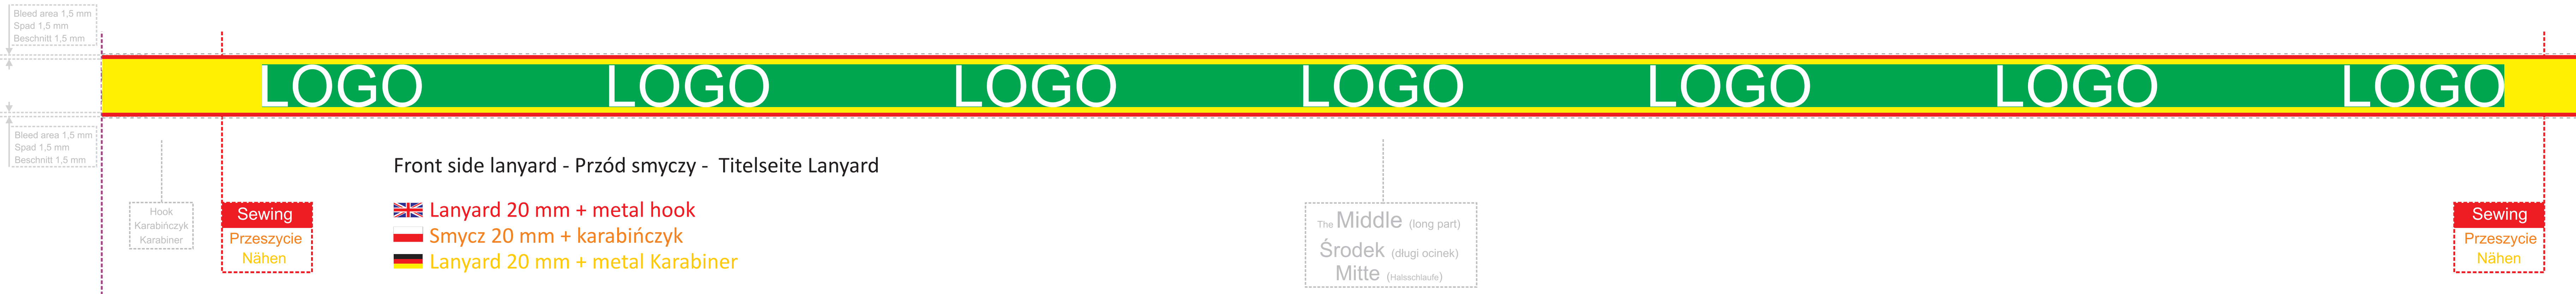 Bleed area 1,5 mm
Spad 1,5 mm
Beschnitt 1,5 mm
LOGO LOGO LOGO LOGO LOGO LOGO LOGO
Bleed area 1,5 mm
Spad 1,5 mm
Beschnitt 1,5 mm
Front side lanyard - Przód smyczy - Titelseite Lanyard
Hook
Karabińczyk
Karabiner
Sewing
Przeszycie
Nähen
Lanyard 20 mm + metal hook
Smycz 20 mm + karabińczyk
Lanyard 20 mm + metal Karabiner
The Middle (long part)
Środek (długi ocinek)
Mitte (Halsschlaufe)
Sewing
Przeszycie
Nähen